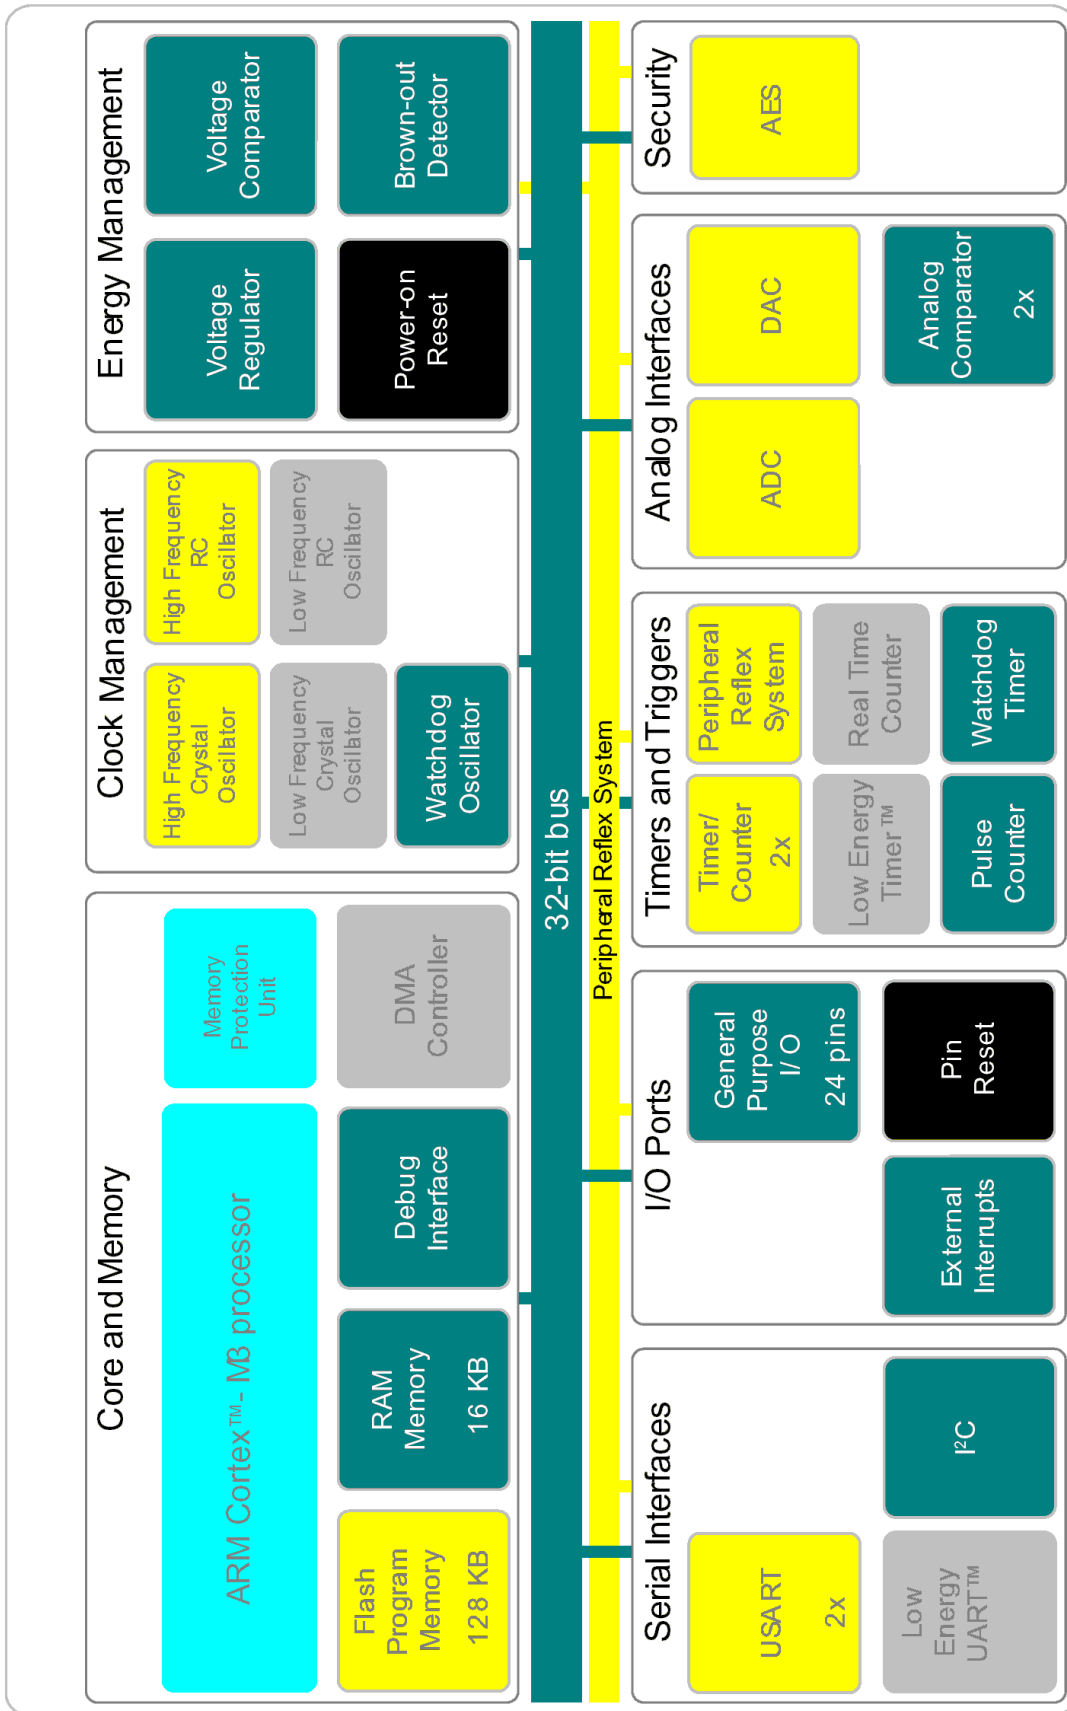 Core and Memory
ARM Cortex™- M3 processor
Memory
Protection
Unit
Flash
Program
Memory
128 KB
RAM
Memory
16 KB
Debug
Interface
DMA
Controller
Clock Management
High Frequency
Crystal
Oscillator
High Frequency
RC
Oscillator
Low Frequency
Crystal
Oscillator
Low Frequency
RC
Oscillator
Watchdog
Oscillator
Energy Management
Voltage
Regulator
Voltage
Comparator
Power-on
Reset
Brown-out
Detector
32-bit bus
Peripheral Reflex System
Serial Interfaces
USART
2x
Low
Energy
UART™
I²C
I/O Ports
General
Purpose
I/O
24 pins
External
Interrupts
Pin
Reset
Timers and Triggers
Timer/
Counter
2x
Peripheral
Reflex
System
Low Energy
Timer™
Real Time
Counter
Pulse
Counter
Watchdog
Timer
Analog Interfaces
ADC
DAC
Analog
Comparator
2x
Security
AES